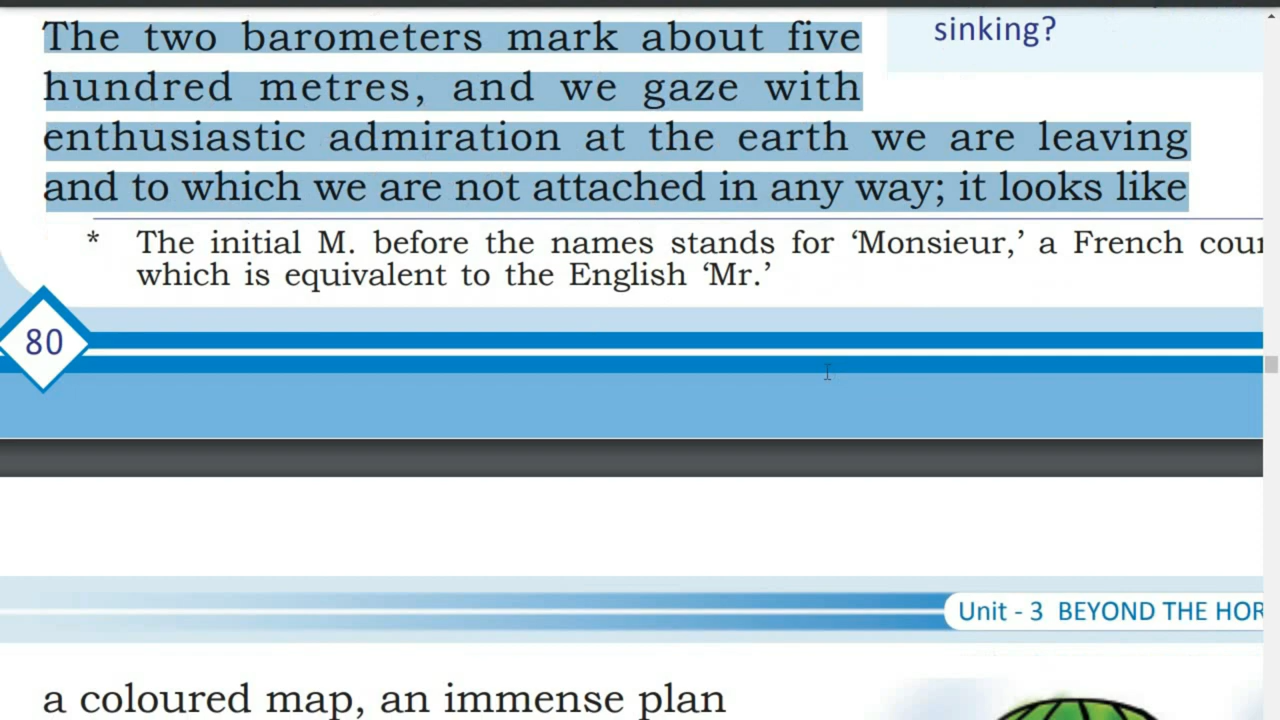 The two barometers mark about five
sinking?
hundred metres, and we gaze with
enthusiastic admiration at the earth we are leaving
and to which we are not attached in any way; it looks like
* The initial M. before the names stands for ‘Monsieur,’ a French
which is equivalent to the English ‘Mr.’
80
Unit - 3 BEYOND THE
a coloured map, an immense plan